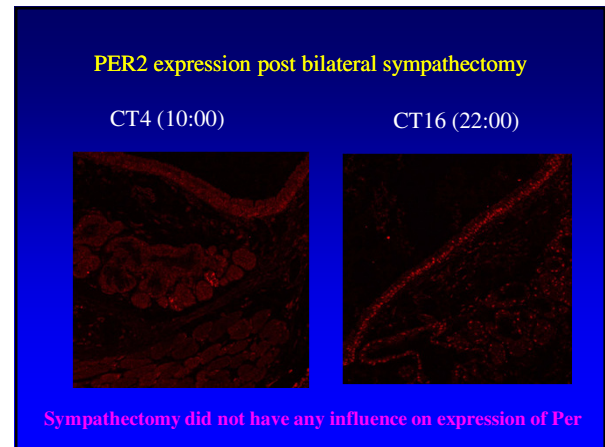 PER2 expression post bilateral sympathectomy
CT4 (10:00)
CT16 (22:00)
Sympathectomy did not have any influence on expression of Per